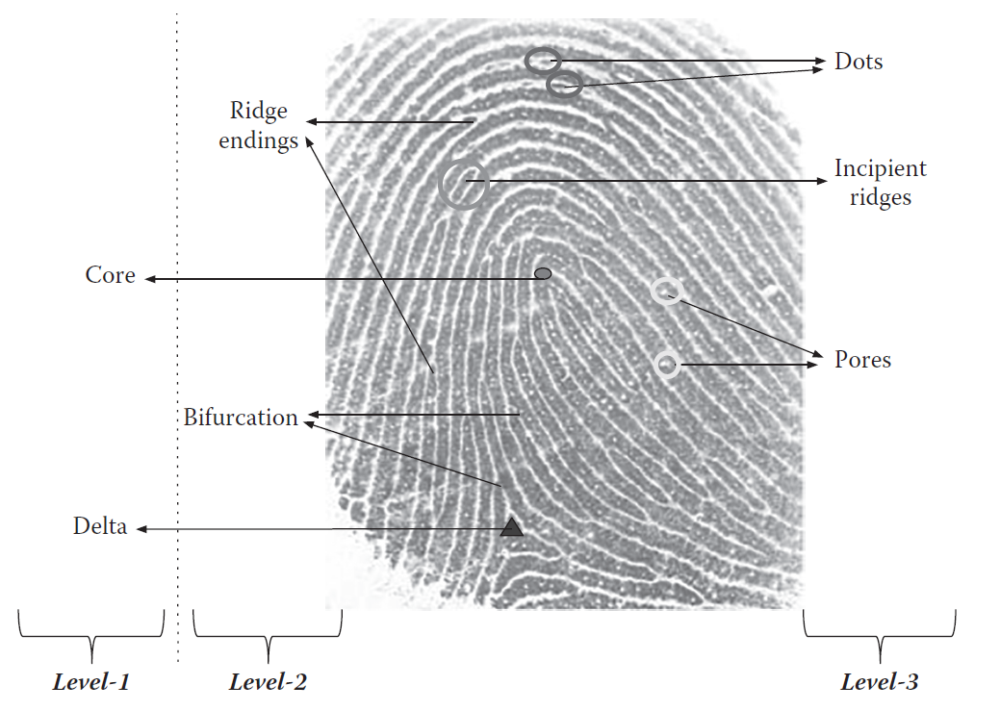 Dots
Ridge
endings
Incipient
ridges
Core
Pores
Bifurcation
Delta
Level-1
Level-2
Level-3